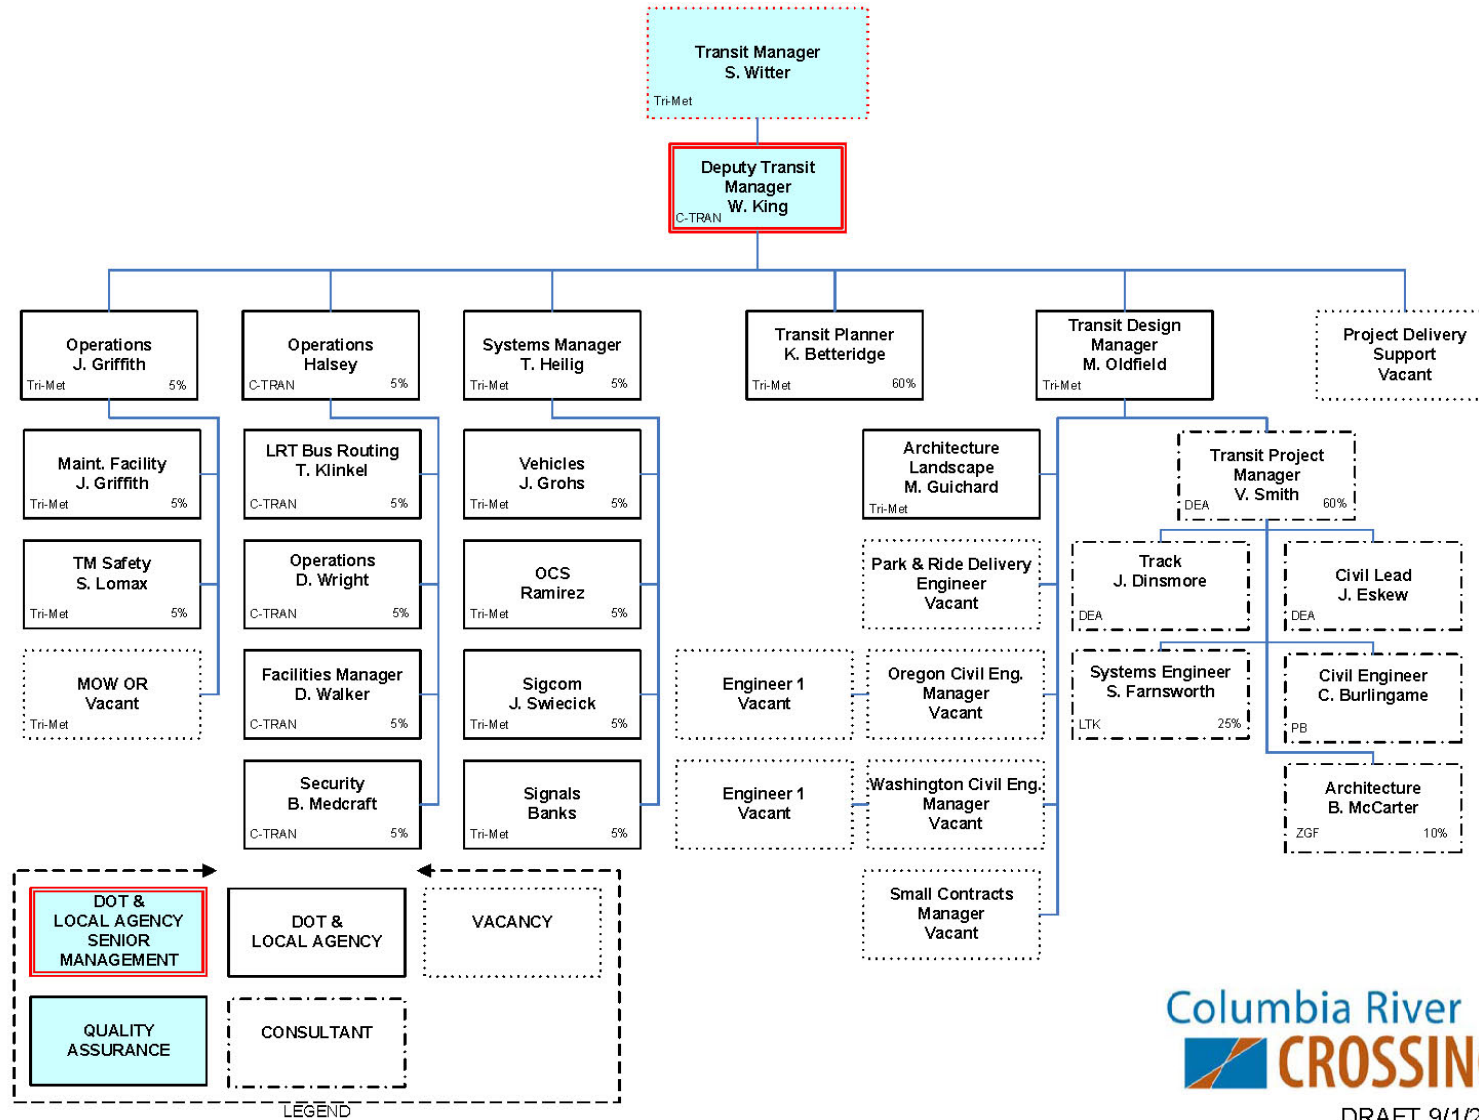 Transit Manager
S. Witter
Tri-Met
Deputy Transit
Manager
W. King
C-TRAN
Operations
J. Griffith
Tri-Met 5%
Operations
Halsey
C-TRAN 5%
Systems Manager
T. Heilig
Tri-Met 5%
Transit Planner
K. Betteridge
Tri-Met 60%
Transit Design
Manager
M. Oldfield
Tri-Met
Project Delivery
Support
Vacant
Maint. Facility
J. Griffith
Tri-Met 5%
TM Safety
S. Lomax
Tri-Met 5%
MOW OR
Vacant
Tri-Met
LRT Bus Routing
T. Klinkel
C-TRAN 5%
Operations
D. Wright
C-TRAN 5%
Facilities Manager
D. Walker
C-TRAN 5%
Security
B. Medcraft
C-TRAN 5%
Vehicles
J. Grohs
Tri-Met 5%
OCS
Ramirez
Tri-Met 5%
Sigcom
J. Swiecick
Tri-Met 5%
Signals
Banks
Tri-Met 5%
Architecture
Landscape
M. Guichard
Tri-Met
Park & Ride Delivery
Engineer
Vacant
Engineer 1
Vacant
Oregon Civil Eng.
Manager
Vacant
Engineer 1
Vacant
Washington Civil Eng.
Manager
Vacant
Small Contracts
Manager
Vacant
Transit Project
Manager
V. Smith
DEA 60%
Track
J. Dinsmore
DEA
Civil Lead
J. Eskew
DEA
Systems Engineer
S. Farnsworth
LTK 25%
Civil Engineer
C. Burlingame
PB
Architecture
B. McCarter
ZGF 10%
DOT &
LOCAL AGENCY
SENIOR
MANAGEMENT
DOT &
LOCAL AGENCY
VACANCY
QUALITY
ASSURANCE
CONSULTANT
LEGEND
Columbia River
CROSSIN
DRAFT 9/1/2